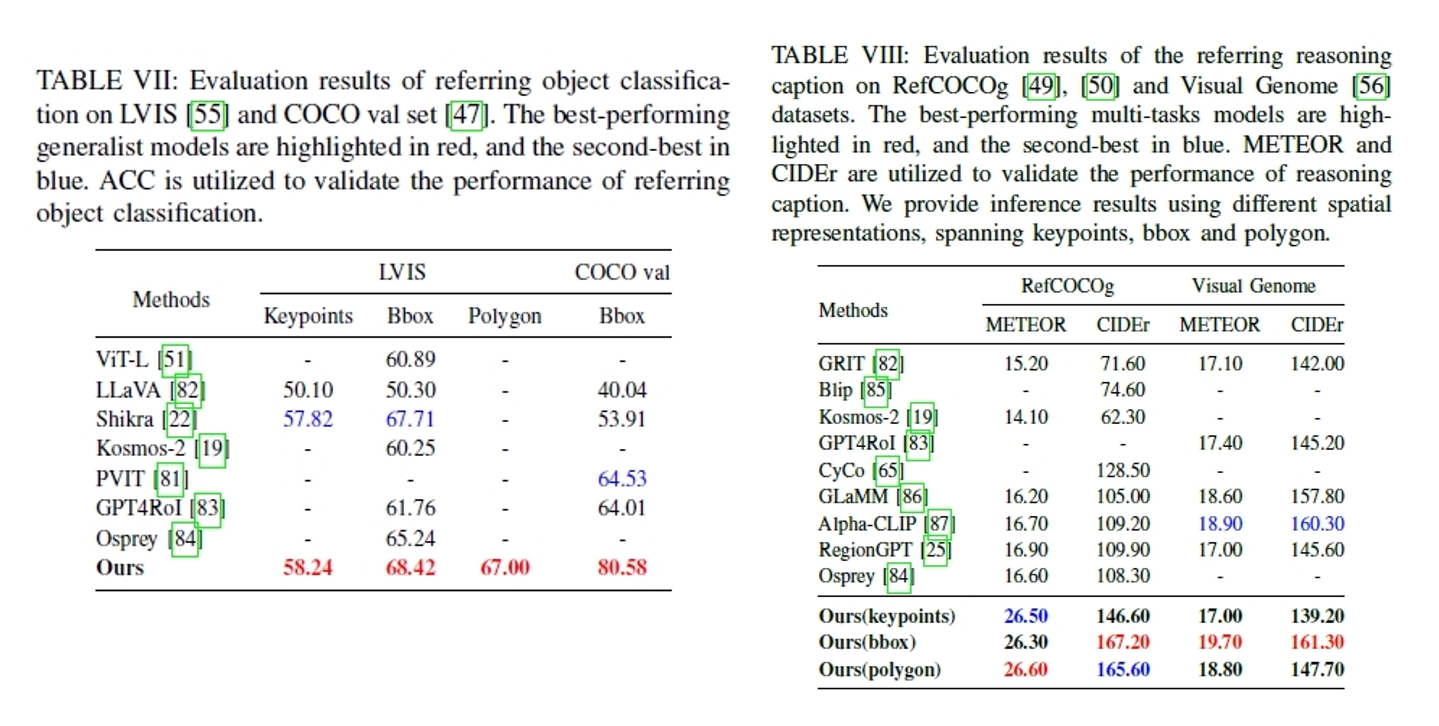 TABLE VII: Evaluation results of referring object classifica-
tion on LVIS [55] and COCO val set [47]. The best-performing
generalist models are highlighted in red, and the second-best in
blue. ACC is utilized to validate the performance of referring
object classification.
Methods LVIS COCO val
Keypoints Bbox Polygon Bbox
ViT-L [51] - 60.89 - -
LLaVA [82] 50.10 50.30 - 40.04
Shikra [22] 57.82 67.71 - 53.91
Kosmos-2 [19] - 60.25 - -
PVIT [81] - - - 64.53
GPT4RoI [83] - 61.76 - 64.01
Osprey [84] - 65.24 - -
Ours 58.24 68.42 67.00 80.58
TABLE VIII: Evaluation results of the referring reasoning
caption on RefCOCOg [49], [50] and Visual Genome [56]
datasets. The best-performing multi-tasks models are high-
lighted in red, and the second-best in blue. METEOR and
CIDEr are utilized to validate the performance of reasoning
caption. We provide inference results using different spatial
representations, spanning keypoints, bbox and polygon.
Methods RefCOCOg Visual Genome
METEOR CIDEr METEOR CIDEr
GRIT [82] 15.20 71.60 17.10 142.00
Blip [85] - 74.60 - -
Kosmos-2 [19] 14.10 62.30 - -
GPT4RoI [83] - - 17.40 145.20
CyCo [65] - 128.50 - -
GLaMM [86] 16.20 105.00 18.60 157.80
Alpha-CLIP [87] 16.70 109.20 18.90 160.30
RegionGPT [25] 16.90 109.90 17.00 145.60
Osprey [84] 16.60 108.30 - -
Ours(keypoints) 26.50 146.60 17.00 139.20
Ours(bbox) 26.30 167.20 19.70 161.30
Ours(polygon) 26.60 165.60 18.80 147.70